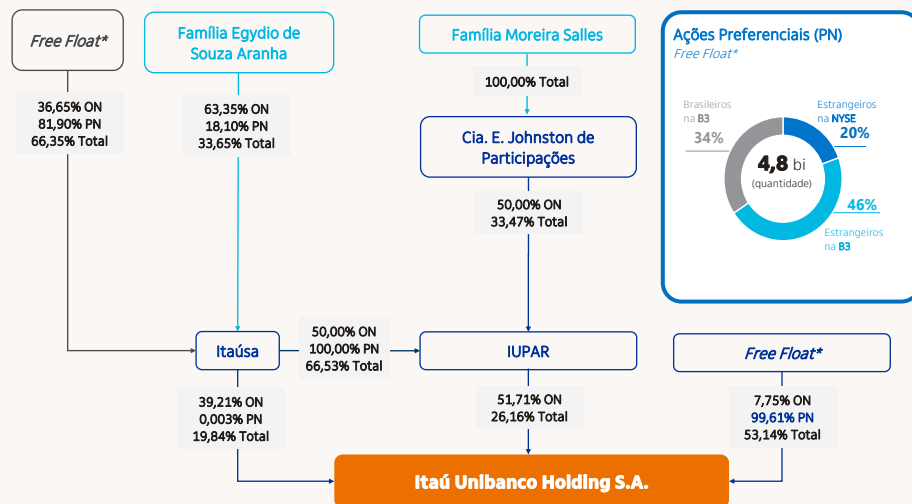 Free Float*
36,65% ON
81,90% PN
66,35% Total
Família Egydio de
Souza Aranha
63,35% ON
18,10% PN
33,65% Total
Família Moreira Salles
100,00% Total
Cia. E. Johnston de
Participações
50,00% ON
33,47% Total
Ações Preferenciais (PN)
Free Float*
Brasileiros
na B3
34%
Estrangeiros
na NYSE
20%
4,8 bi
(quantidade)
46%
Estrangeiros
na B3
Itaúsa
50,00% ON
100,00% PN
66,53% Total
IUPAR
Free Float*
39,21% ON
0,003% PN
19,84% Total
51,71% ON
26,16% Total
7,75% ON
99,61% PN
53,14% Total
Itaú Unibanco Holding S.A.